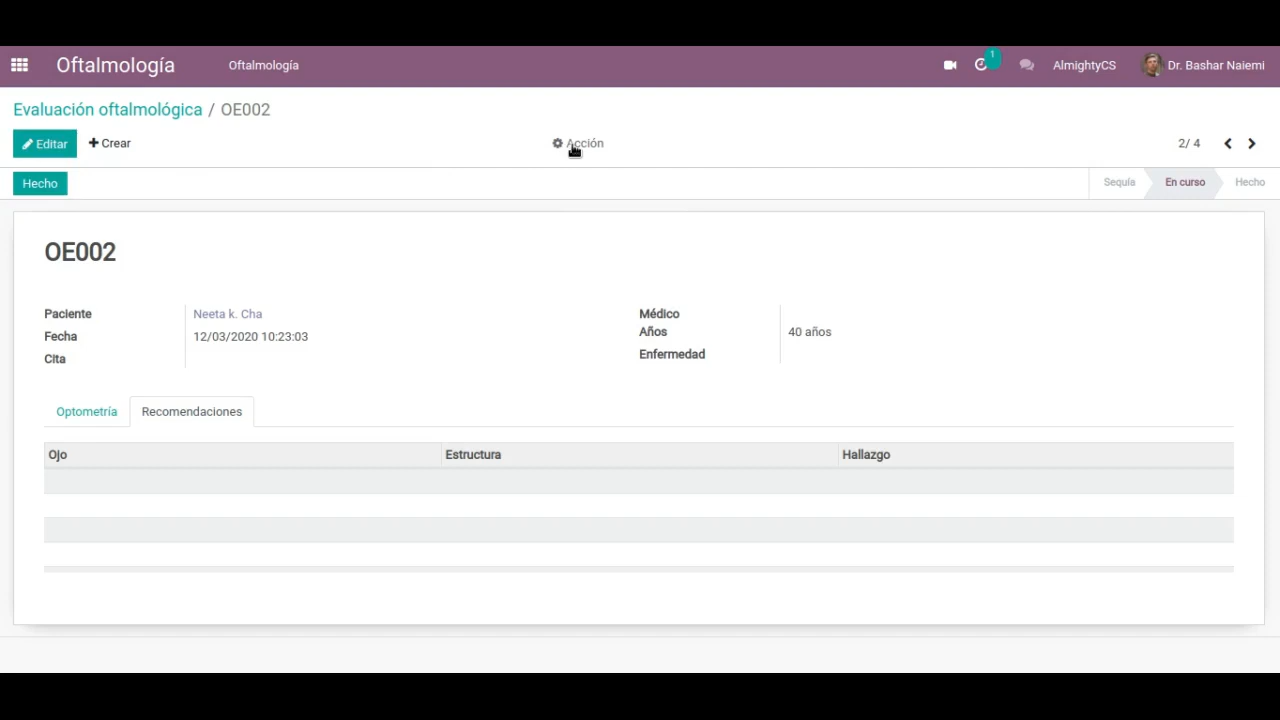 Oftalmología Oftalmología 1 AlmightyCS Dr. Bashar Naiemi
Evaluación oftalmológica / OE002
Editar Crear Acción 2/ 4
Hecho Sequía En curso Hecho
OE002
Paciente Neeta k. Cha Médico
Fecha 12/03/2020 10:23:03 Años 40 años
Cita Enfermedad
Optometría Recomendaciones
Ojo Estructura Hallazgo